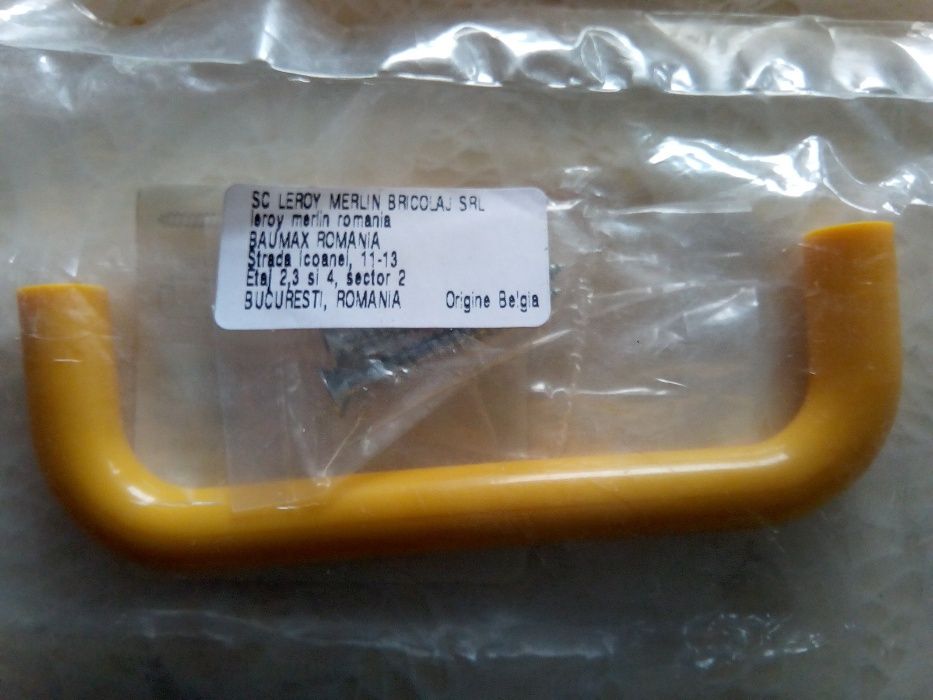 SC LEROY MERLIN BRICOLAJ SRL
leroy merlin romania
BAUMAX ROMANIA
Strada Icoanei, 11-13
Etaj 2,3 si 4, sector 2
BUCURESTI, ROMANIA Origine Belgia